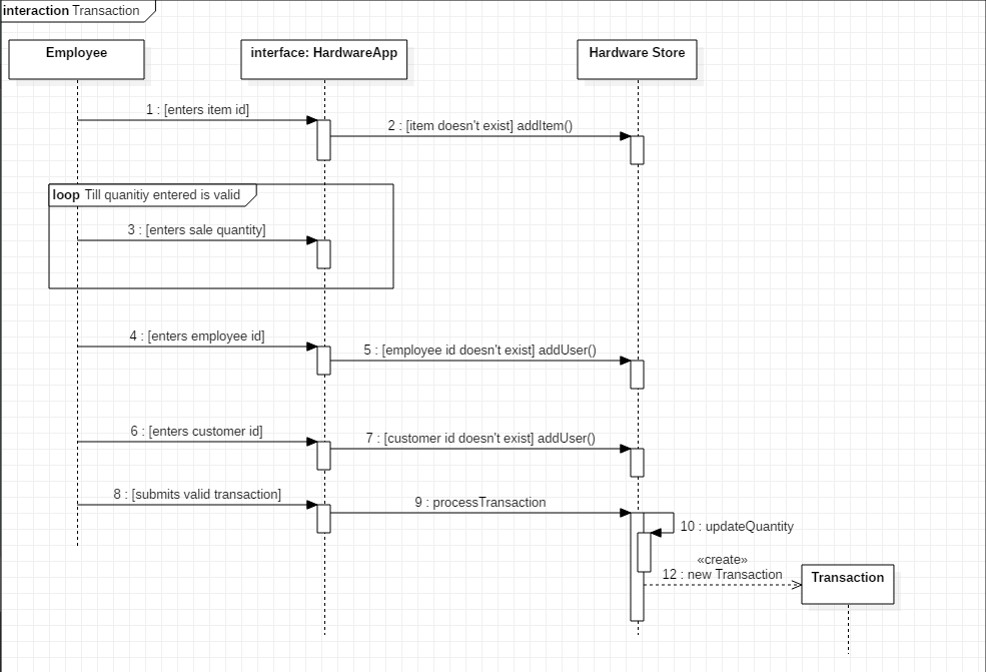 interaction Transaction
Employee
interface: HardwareApp
Hardware Store
1 : [enters item id]
2 : [item doesn't exist] addItem()
loop Till quanitiy entered is valid
3 : [enters sale quantity]
4 : [enters employee id]
5 : [employee id doesn't exist] addUser()
6 : [enters customer id]
7 : [customer id doesn't exist] addUser()
8 : [submits valid transaction]
9 : processTransaction
10 : updateQuantity
«create»
12 : new Transaction
Transaction